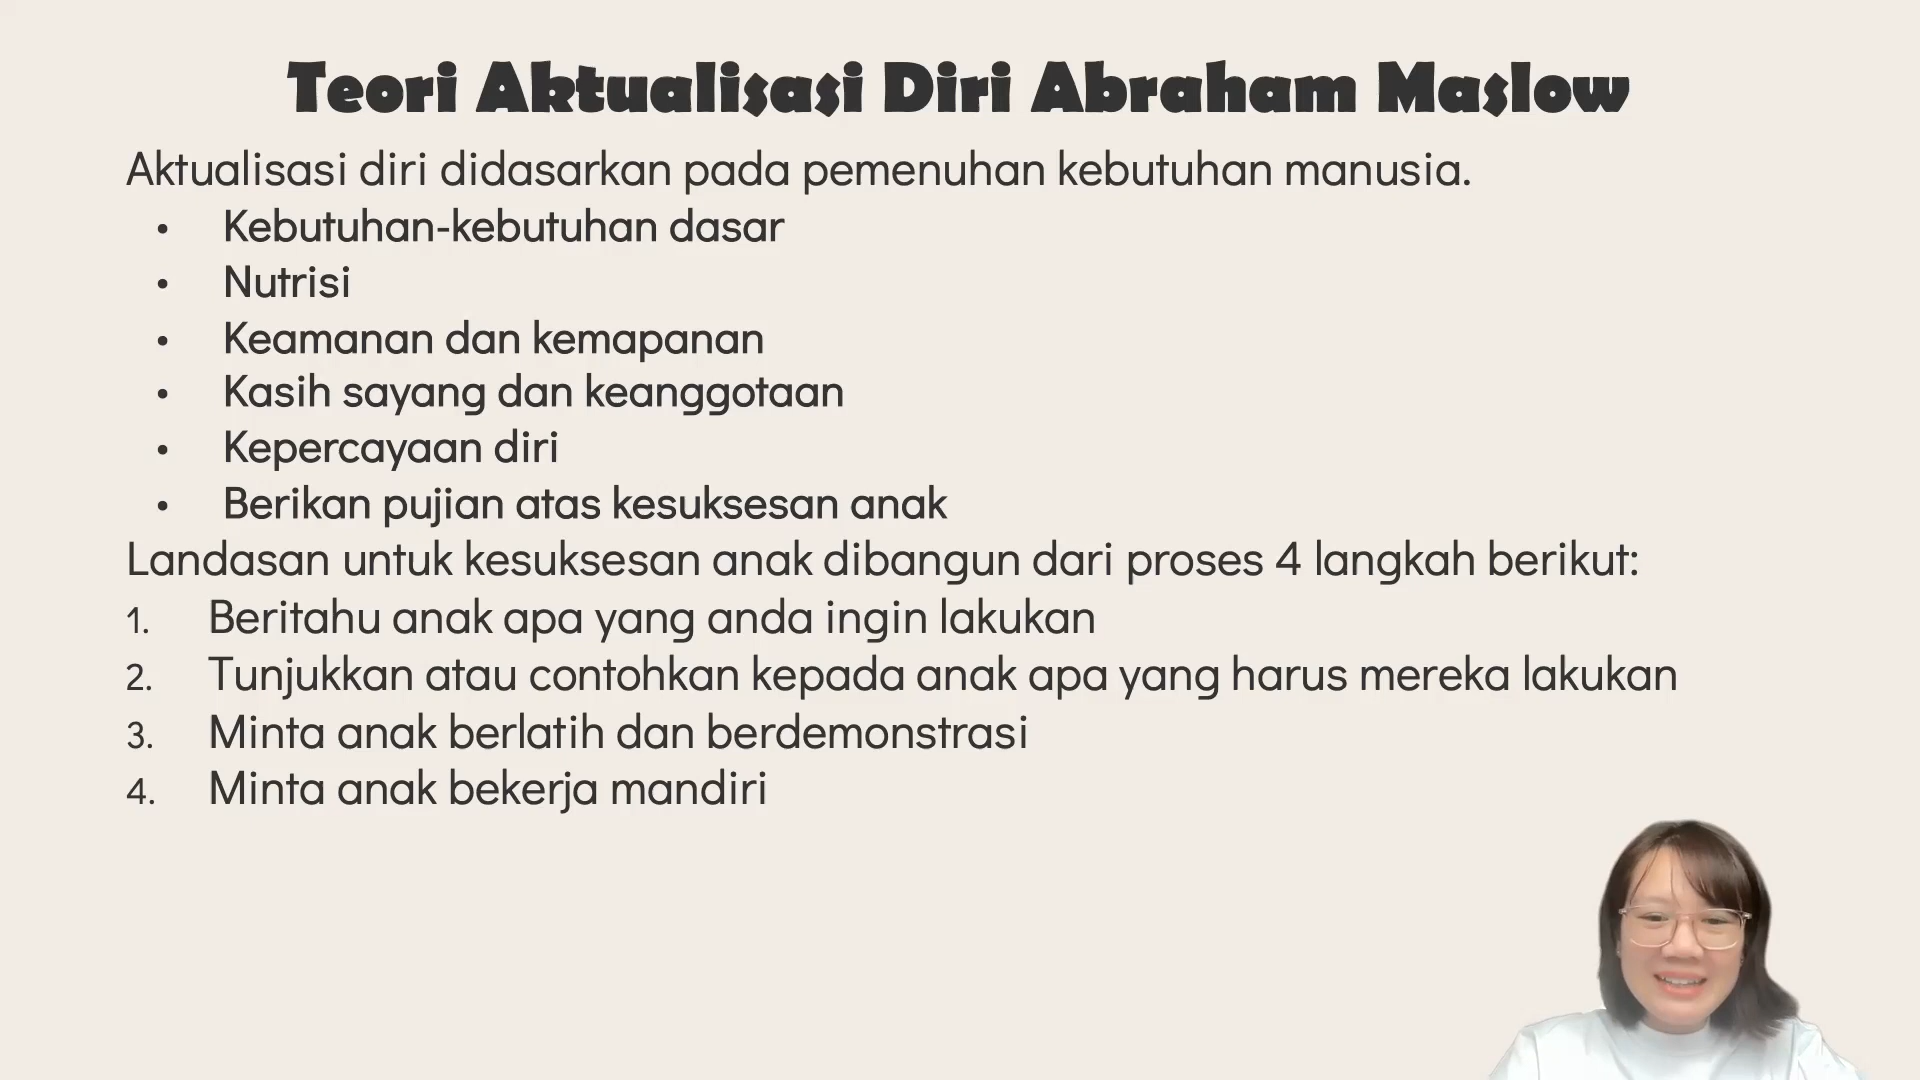 Teori Aktualisasi Diri Abraham Maslow
Aktualisasi diri didasarkan pada pemenuhan kebutuhan manusia.
• Kebutuhan-kebutuhan dasar
• Nutrisi
• Keamanan dan kemapanan
• Kasih sayang dan keanggotaan
• Kepercayaan diri
• Berikan pujian atas kesuksesan anak
Landasan untuk kesuksesan anak dibangun dari proses 4 langkah berikut:
1. Beritahu anak apa yang anda ingin lakukan
2. Tunjukkan atau contohkan kepada anak apa yang harus mereka lakukan
3. Minta anak berlatih dan berdemonstrasi
4. Minta anak bekerja mandiri